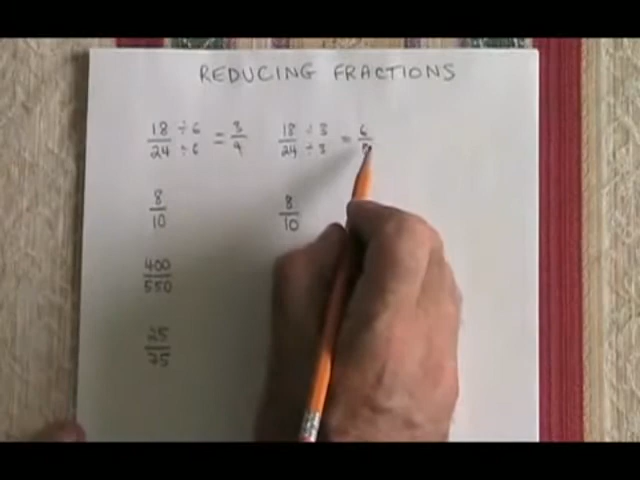 REDUCING FRACTIONS
18/24 ÷6/÷6 = 3/4 18/24 ÷3/÷3 = 6/8
8/10 8/10
400/550
25/75